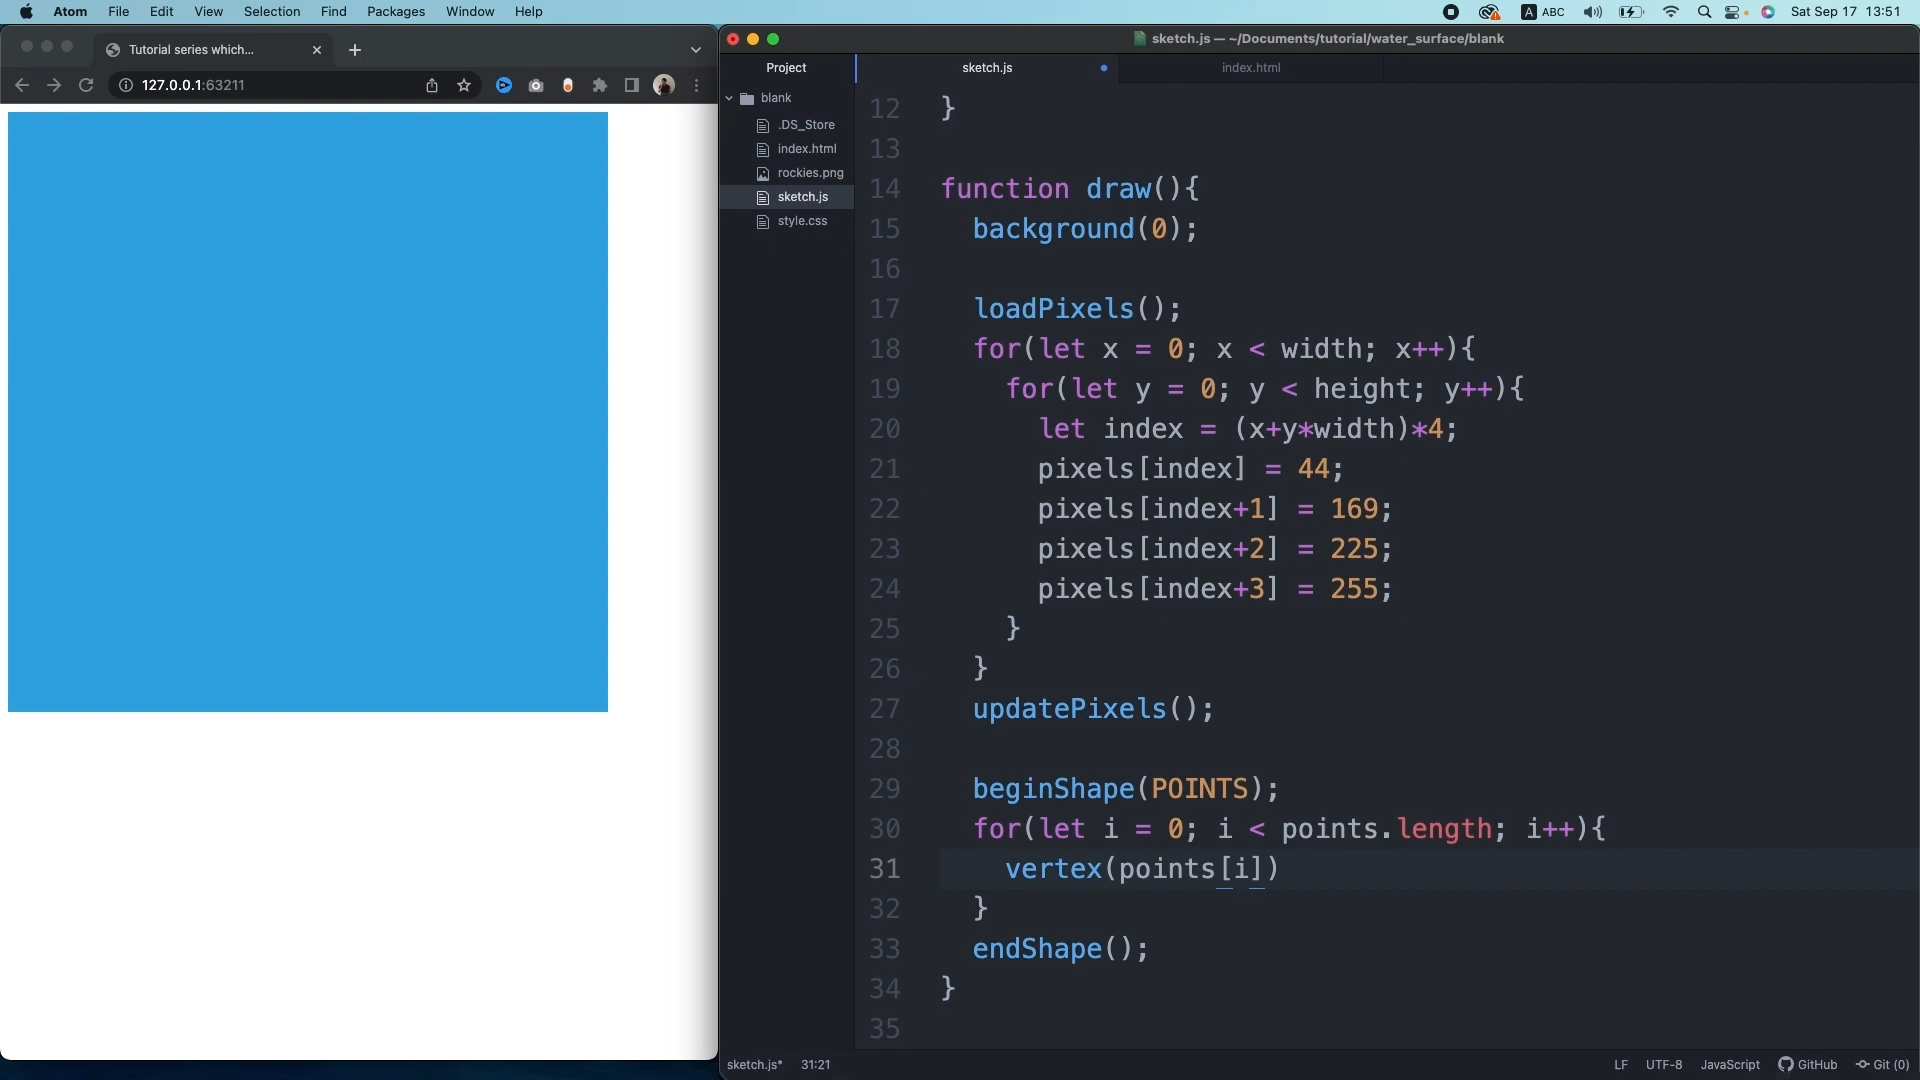 Atom File Edit View Selection Find Packages Window Help
A ABC Sat Sep 17 13:51
Tutorial series which...
127.0.0.1:63211
sketch.js — ~/Documents/tutorial/water_surface/blank
Project
sketch.js
index.html
blank
.DS_Store
index.html
rockies.png
sketch.js
style.css
12 }
13
14 function draw(){
15 background(0);
16
17 loadPixels();
18 for(let x = 0; x < width; x++){
19 for(let y = 0; y < height; y++){
20 let index = (x+y*width)*4;
21 pixels[index] = 44;
22 pixels[index+1] = 169;
23 pixels[index+2] = 225;
24 pixels[index+3] = 255;
25 }
26 }
27 updatePixels();
28
29 beginShape(POINTS);
30 for(let i = 0; i < points.length; i++){
31 vertex(points[i])
32 }
33 endShape();
34 }
35
sketch.js* 31:21 LF UTF-8 JavaScript GitHub Git (0)